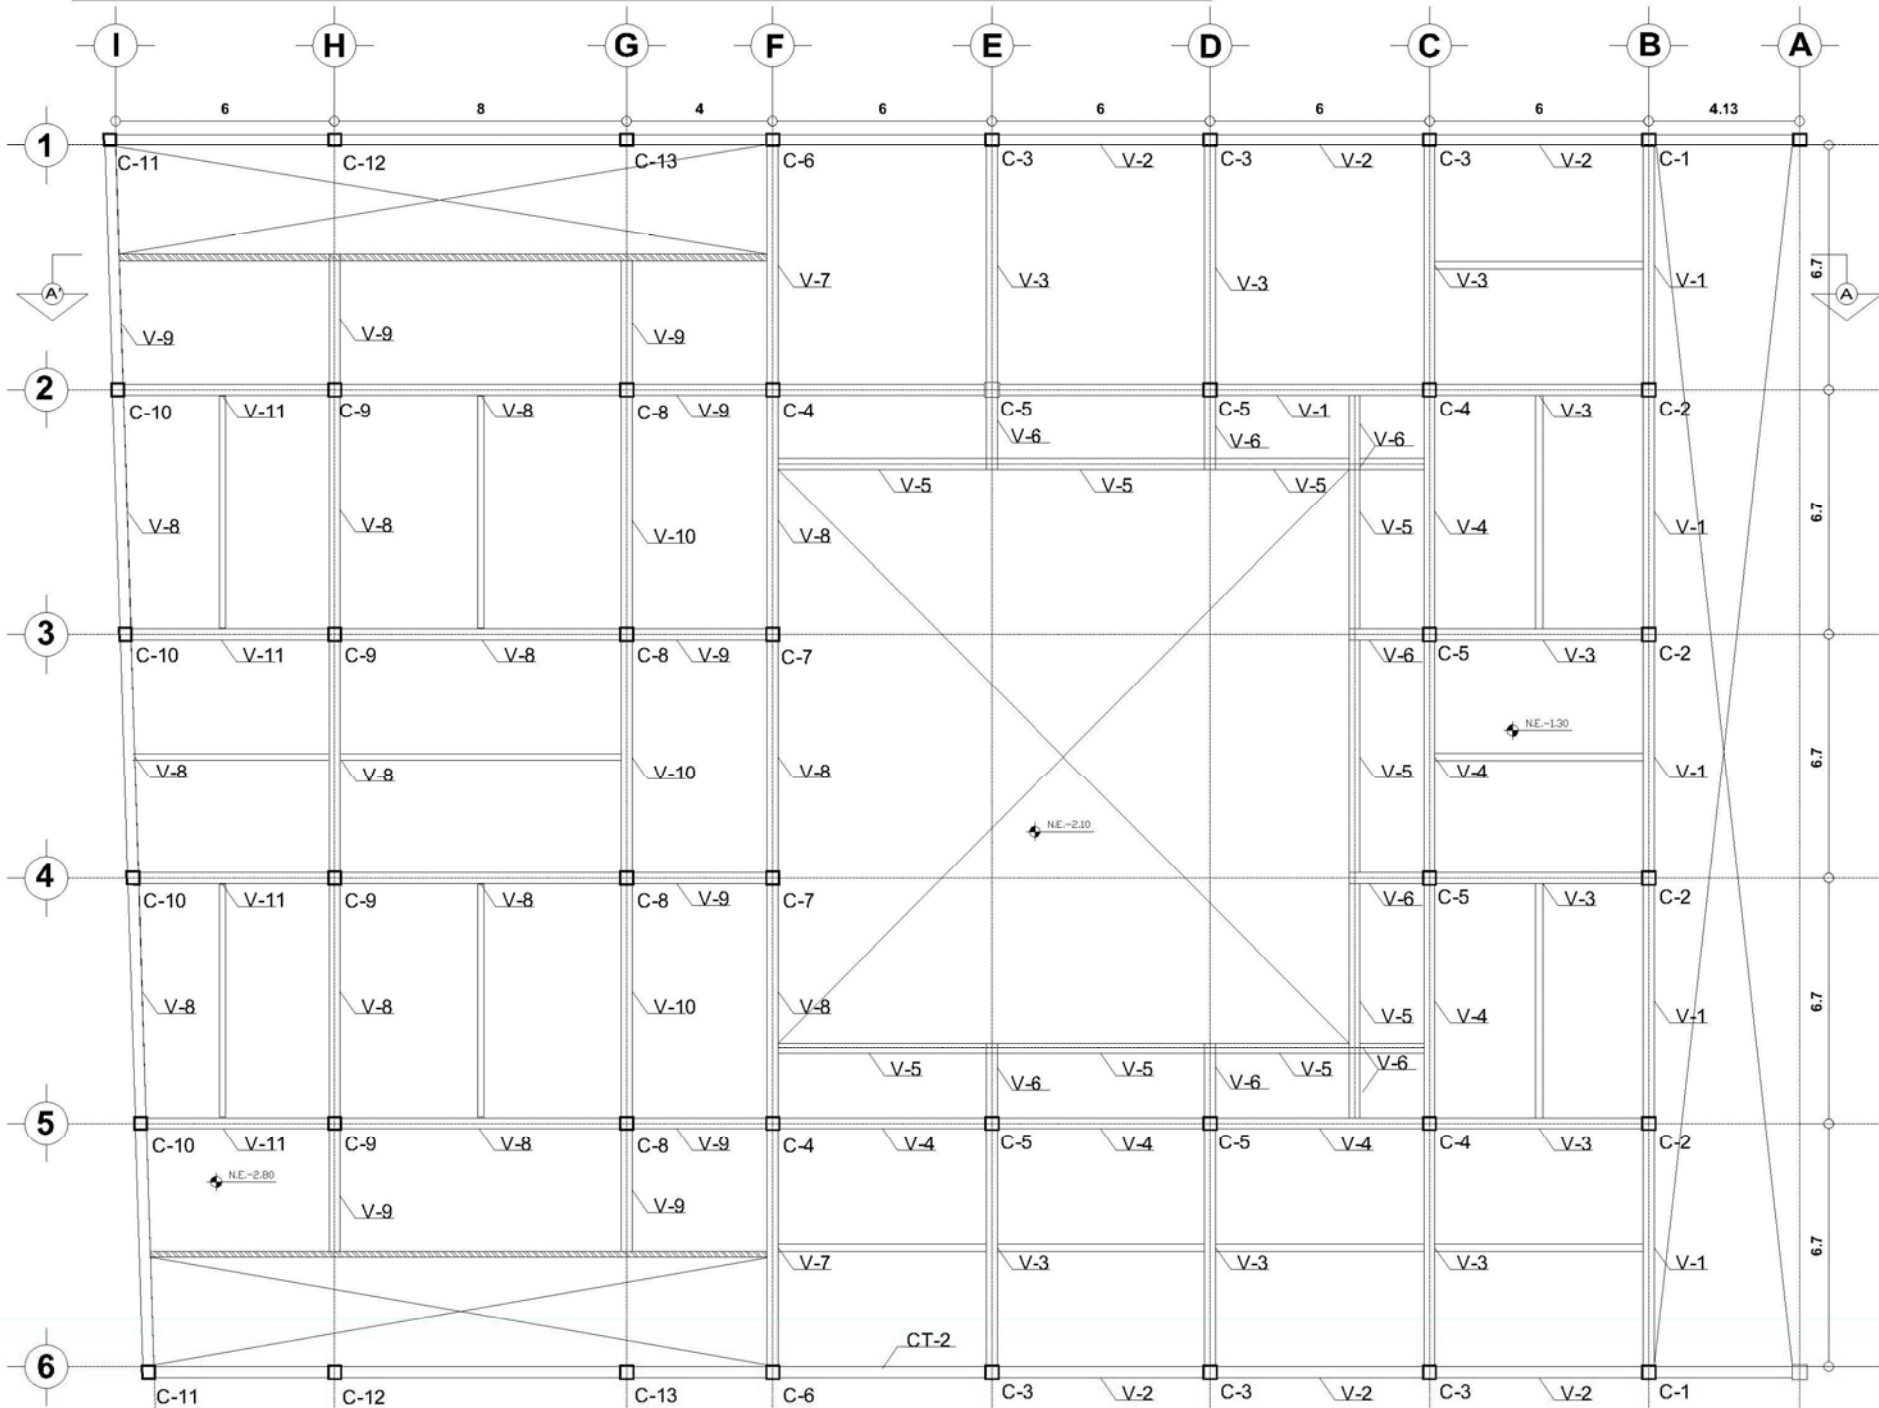 I H G F E D C B A
6 8 4 6 6 6 6 4.13
1
C-11 C-12 C-13 C-6 C-3 V-2 C-3 V-2 C-3 V-2 C-1
6.7
V-7 V-3 V-3 V-3 V-1
A' A
V-9 V-9 V-9
2
C-10 V-11 C-9 V-8 C-8 V-9 C-4 C-5 C-5 V-1 C-4 V-3 C-2
V-6 V-6 V-6
V-5 V-5 V-5
6.7
V-8 V-8 V-10 V-8 V-5 V-4 V-1
3
C-10 V-11 C-9 V-8 C-8 V-9 C-7 V-6 C-5 V-3 C-2
N.E.-1.30
6.7
V-8 V-8 V-10 V-8 V-5 V-4 V-1
N.E.-2.10
4
C-10 V-11 C-9 V-8 C-8 V-9 C-7 V-6 C-5 V-3 C-2
6.7
V-8 V-8 V-10 V-8 V-5 V-4 V-1
V-5 V-6 V-5 V-6 V-5 V-6
5
C-10 V-11 C-9 V-8 C-8 V-9 C-4 V-4 C-5 V-4 C-5 V-4 C-4 V-3 C-2
N.E.-2.80
V-9 V-9
6.7
V-7 V-3 V-3 V-3 V-1
CT-2
6
C-11 C-12 C-13 C-6 C-3 V-2 C-3 V-2 C-3 V-2 C-1